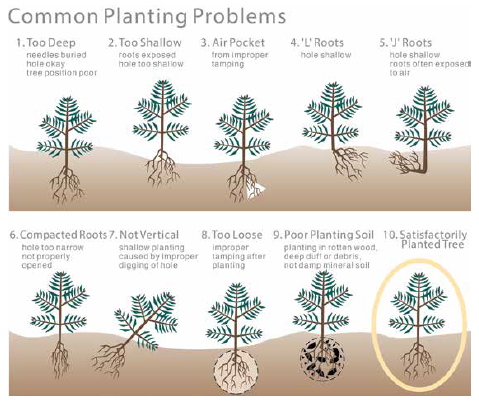 Common Planting Problems
1. Too Deep
needles buried
hole okay
tree position poor
2. Too Shallow
roots exposed
hole too shallow
3. Air Pocket
from improper
tamping
4. 'L' Roots
hole shallow
5. 'J' Roots
hole shallow
roots often exposed
to air
6. Compacted Roots
hole too narrow
not properly
opened
7. Not Vertical
shallow planting
caused by improper
digging of hole
8. Too Loose
improper
tamping after
planting
9. Poor Planting Soil
planting in rotten wood,
deep duff or debris,
not damp mineral soil
10. Satisfactorily
Planted Tree